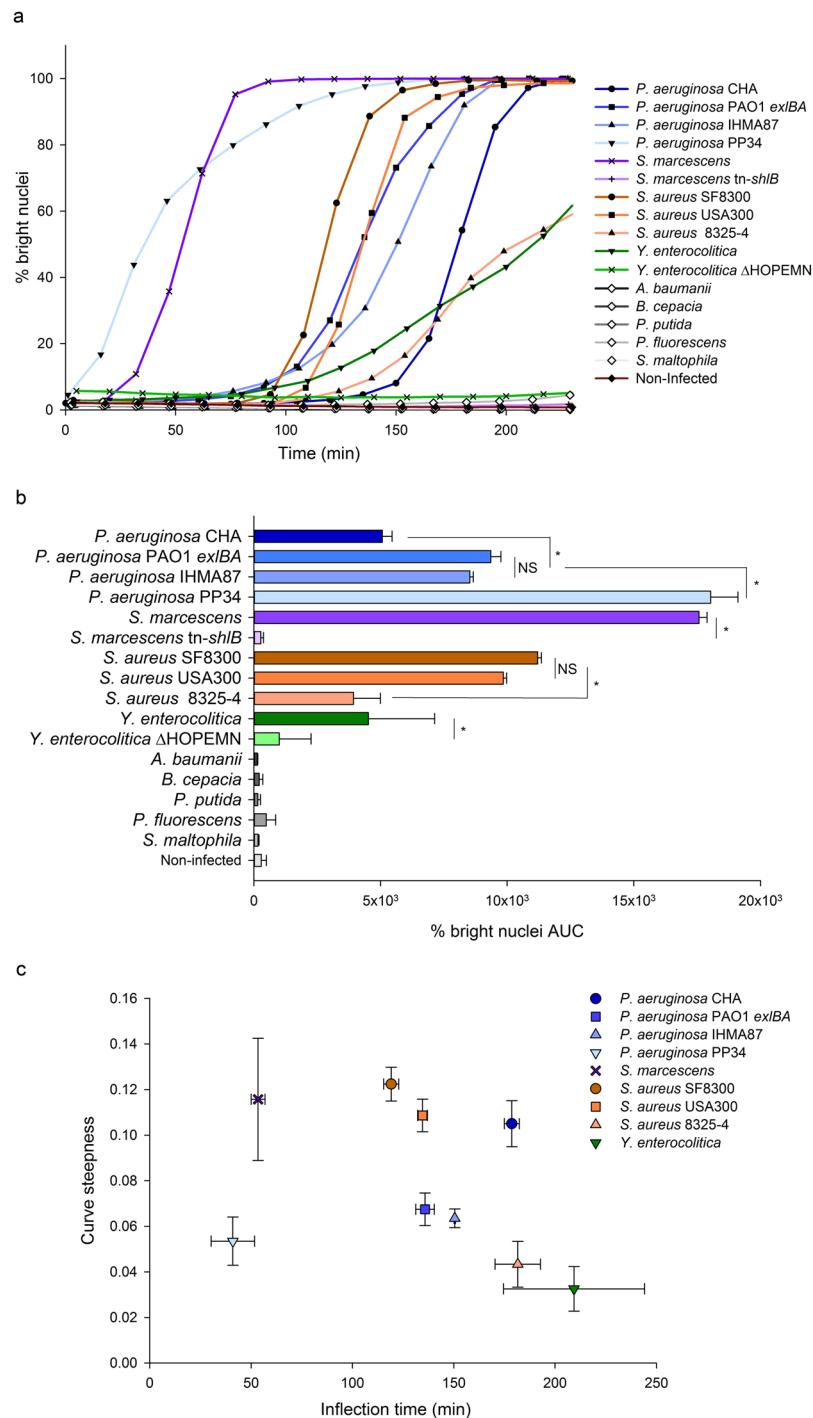 a
% bright nuclei
100
80
60
40
20
0
0 50 100 150 200
Time (min)
P. aeruginosa CHA
P. aeruginosa PAO1 exlBA
P. aeruginosa IHMA87
P. aeruginosa PP34
S. marcescens
S. marcescens tn-shlB
S. aureus SF8300
S. aureus USA300
S. aureus 8325-4
Y. enterocolitica
Y. enterocolitica ΔHOPEMN
A. baumanii
B. cepacia
P. putida
P. fluorescens
S. maltophila
Non-Infected
b
P. aeruginosa CHA
P. aeruginosa PAO1 exlBA
P. aeruginosa IHMA87
P. aeruginosa PP34
S. marcescens
S. marcescens tn-shlB
S. aureus SF8300
S. aureus USA300
S. aureus 8325-4
Y. enterocolitica
Y. enterocolitica ΔHOPEMN
A. baumanii
B. cepacia
P. putida
P. fluorescens
S. maltophila
Non-infected
*
NS
*
*
NS
*
*
0 5x10³ 10x10³ 15x10³ 20x10³
% bright nuclei AUC
c
Curve steepness
0.16
0.14
0.12
0.10
0.08
0.06
0.04
0.02
0.00
0 50 100 150 200 250
Inflection time (min)
P. aeruginosa CHA
P. aeruginosa PAO1 exlBA
P. aeruginosa IHMA87
P. aeruginosa PP34
S. marcescens
S. aureus SF8300
S. aureus USA300
S. aureus 8325-4
Y. enterocolitica